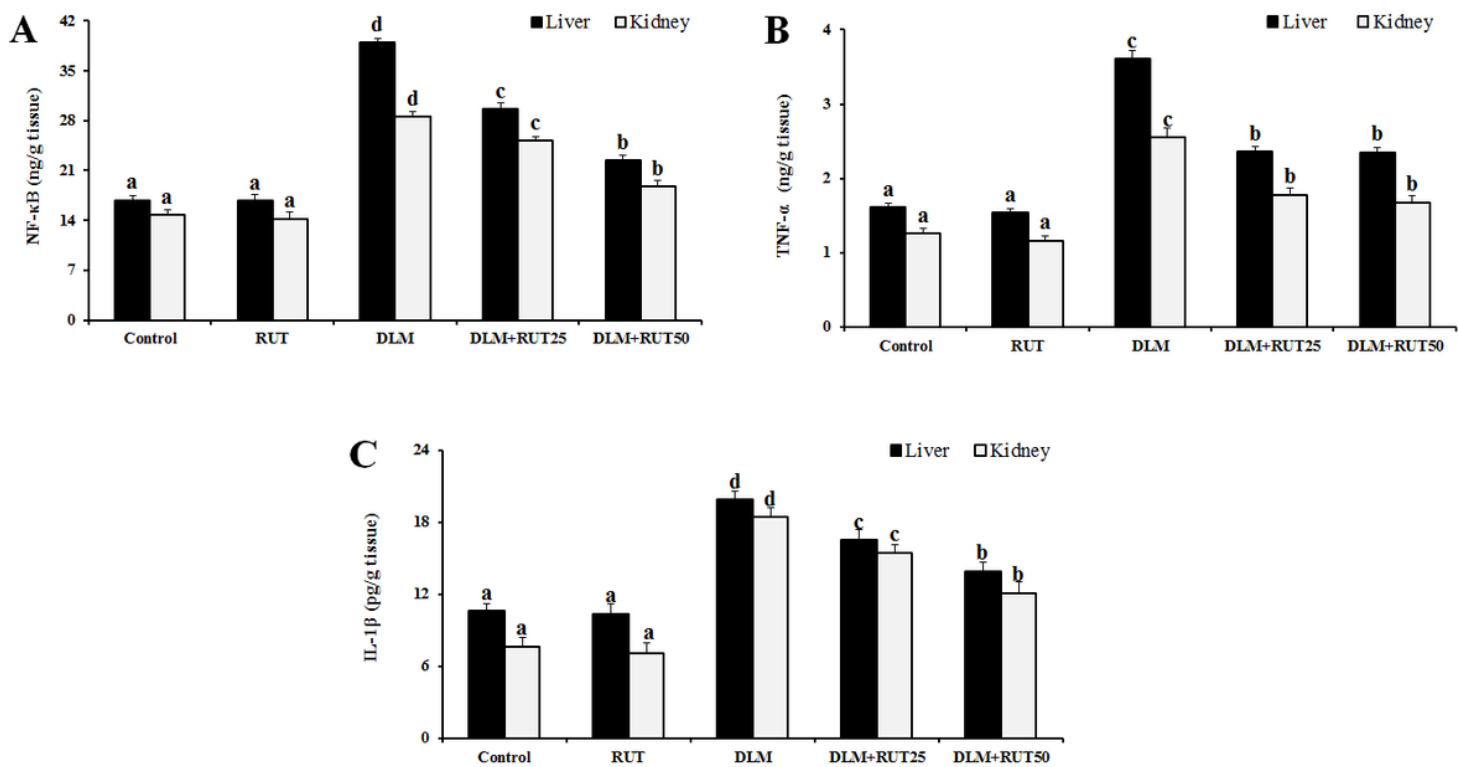 A
■Liver □Kidney
NF-κB (ng/g tissue)
42
35
28
21
14
7
0
a a a a d d c c b b
Control RUT DLM DLM+RUT25 DLM+RUT50
B
■Liver □Kidney
TNF-α (ng/g tissue)
4
3
2
1
0
a a a a c c b b b b
Control RUT DLM DLM+RUT25 DLM+RUT50
C
■Liver □Kidney
IL-1β (pg/g tissue)
24
18
12
6
0
a a a a d d c c b b
Control RUT DLM DLM+RUT25 DLM+RUT50